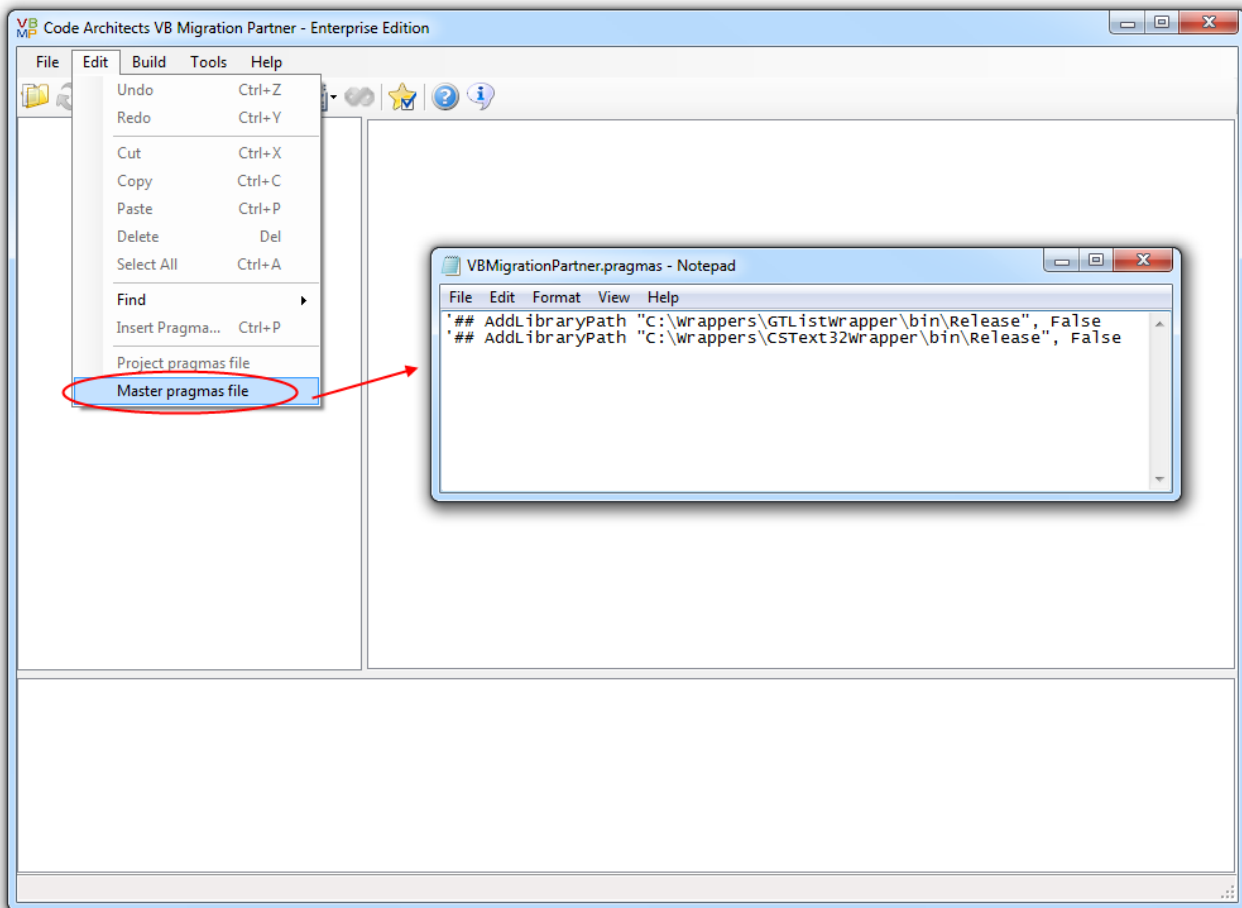 VB MP Code Architects VB Migration Partner - Enterprise Edition
File Edit Build Tools Help
Undo Ctrl+Z
Redo Ctrl+Y
Cut Ctrl+X
Copy Ctrl+C
Paste Ctrl+P
Delete Del
Select All Ctrl+A
Find
Insert Pragma... Ctrl+P
Project pragmas file
Master pragmas file
VBMigrationPartner.pragmas - Notepad
File Edit Format View Help
'## AddLibraryPath "C:\Wrappers\GTListWrapper\bin\Release", False
'## AddLibraryPath "C:\Wrappers\CSText32Wrapper\bin\Release", False